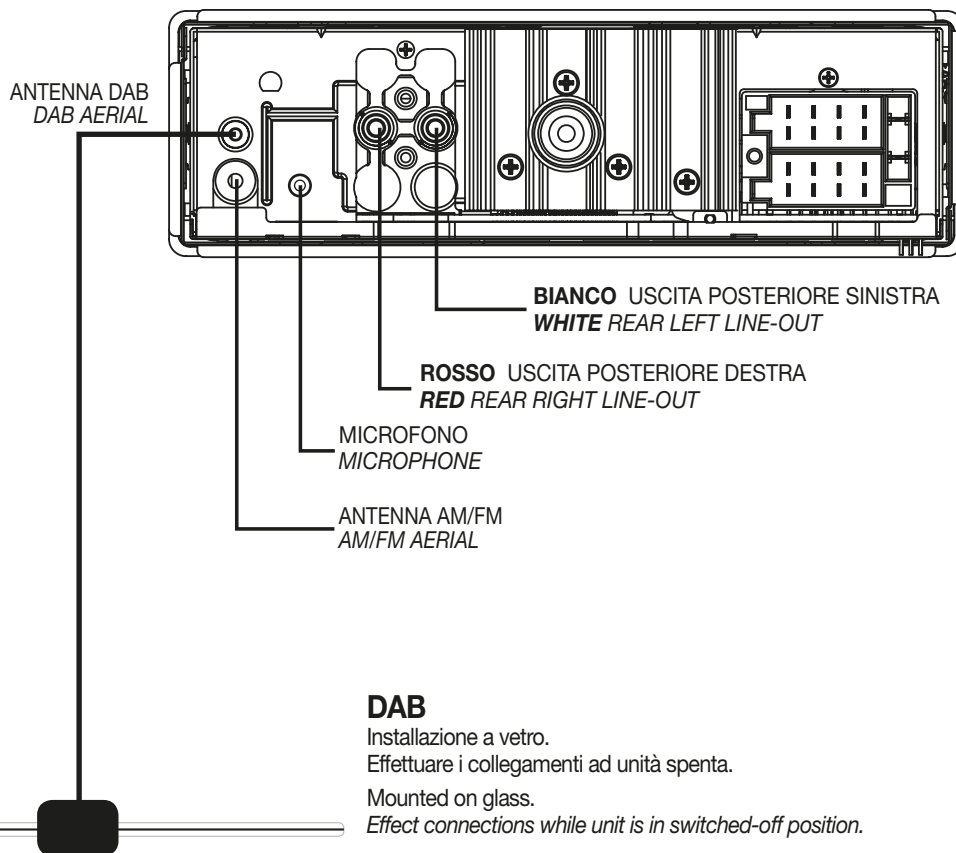 ANTENNA DAB
DAB AERIAL
BIANCO USCITA POSTERIORE SINISTRA
WHITE REAR LEFT LINE-OUT
ROSSO USCITA POSTERIORE DESTRA
RED REAR RIGHT LINE-OUT
MICROFONO
MICROPHONE
ANTENNA AM/FM
AM/FM AERIAL
DAB
Installazione a vetro.
Effettuare i collegamenti ad unità spenta.
Mounted on glass.
Effect connections while unit is in switched-off position.